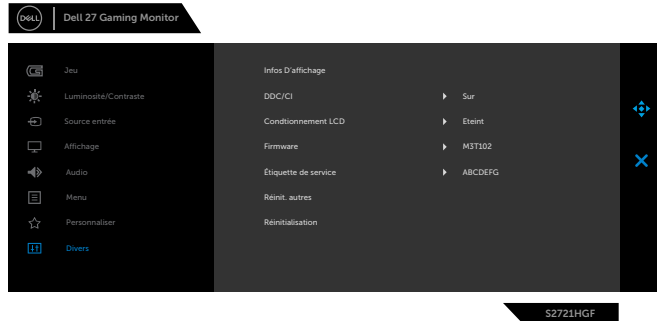 DELL
Dell 27 Gaming Monitor
Jeu
Infos D'affichage
Luminosité/Contraste
DDC/CI
Sur
Source entrée
Condtionnement LCD
Eteint
Affichage
Firmware
M3T102
Audio
Étiquette de service
ABCDEFG
Menu
Réinit. autres
Personnaliser
Réinitialisation
Divers
S2721HGF